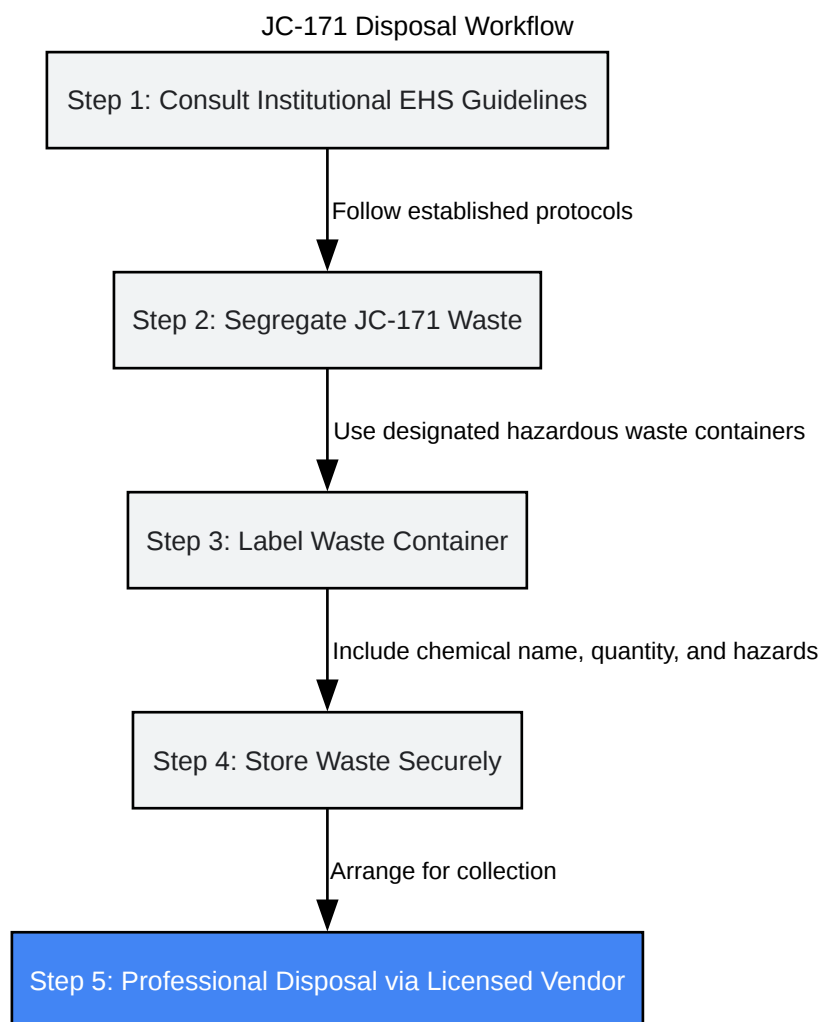 JC-171 Disposal Workflow
Step 1: Consult Institutional EHS Guidelines
Follow established protocols
Step 2: Segregate JC-171 Waste
Use designated hazardous waste containers
Step 3: Label Waste Container
Include chemical name, quantity, and hazards
Step 4: Store Waste Securely
Arrange for collection
Step 5: Professional Disposal via Licensed Vendor